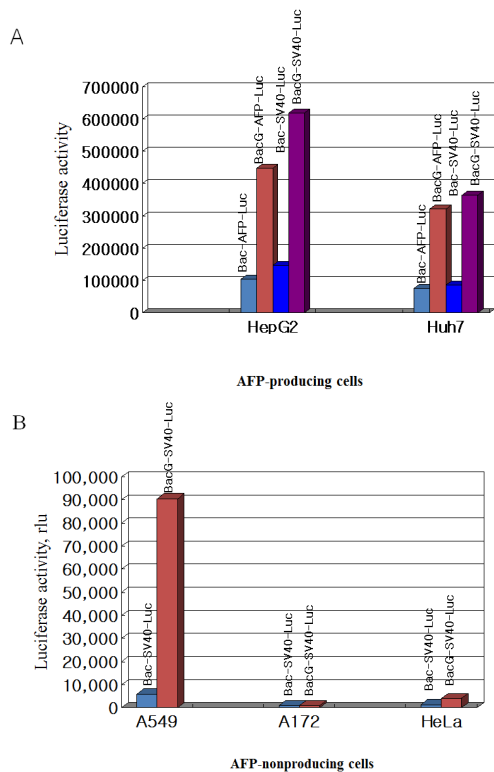 A
Luciferase activity
700000
600000
500000
400000
300000
200000
100000
0
Bac-AFP-Luc
BacG-AFP-Luc
Bac-SV40-Luc
BacG-SV40-Luc
Bac-AFP-Luc
BacG-AFP-Luc
Bac-SV40-Luc
BacG-SV40-Luc
HepG2
Huh7
AFP-producing cells
B
Luciferase activity, rlu
100,000
90,000
80,000
70,000
60,000
50,000
40,000
30,000
20,000
10,000
0
Bac-SV40-Luc
BacG-SV40-Luc
Bac-SV40-Luc
BacG-SV40-Luc
Bac-SV40-Luc
BacG-SV40-Luc
A549
A172
HeLa
AFP-nonproducing cells